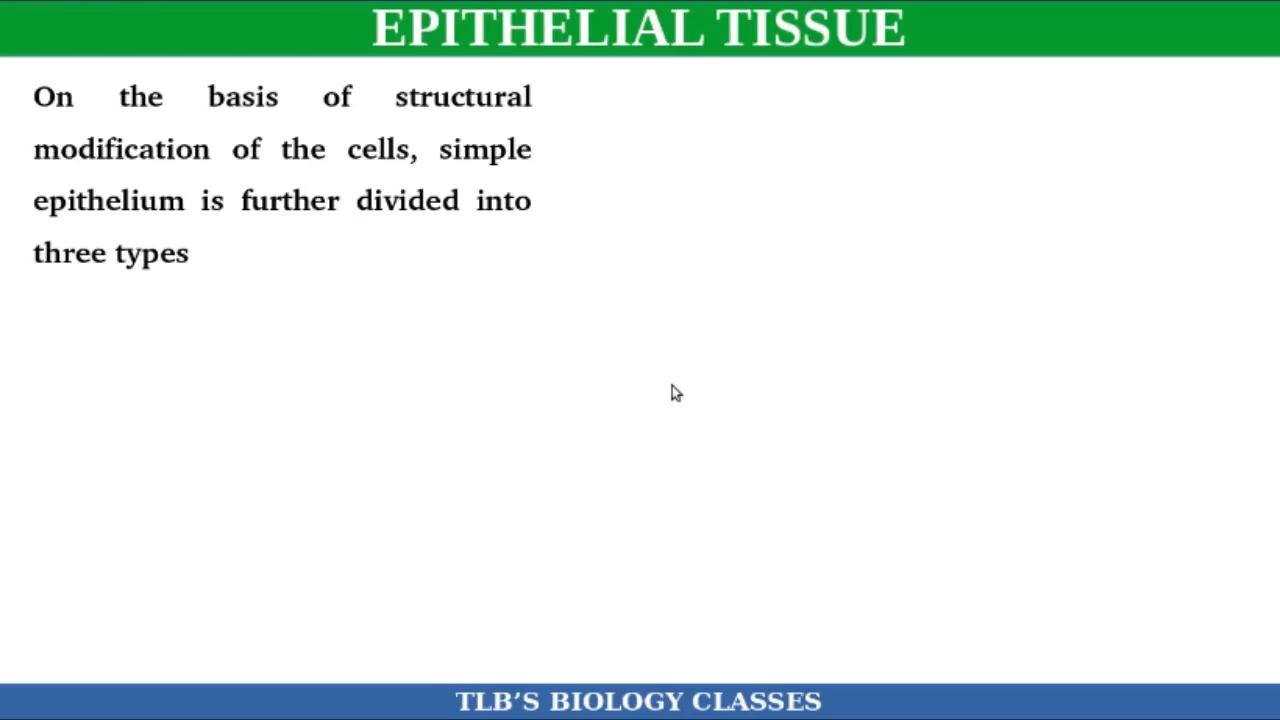 EPITHELIAL TISSUE
On the basis of structural
modification of the cells, simple
epithelium is further divided into
three types
TLB’S BIOLOGY CLASSES